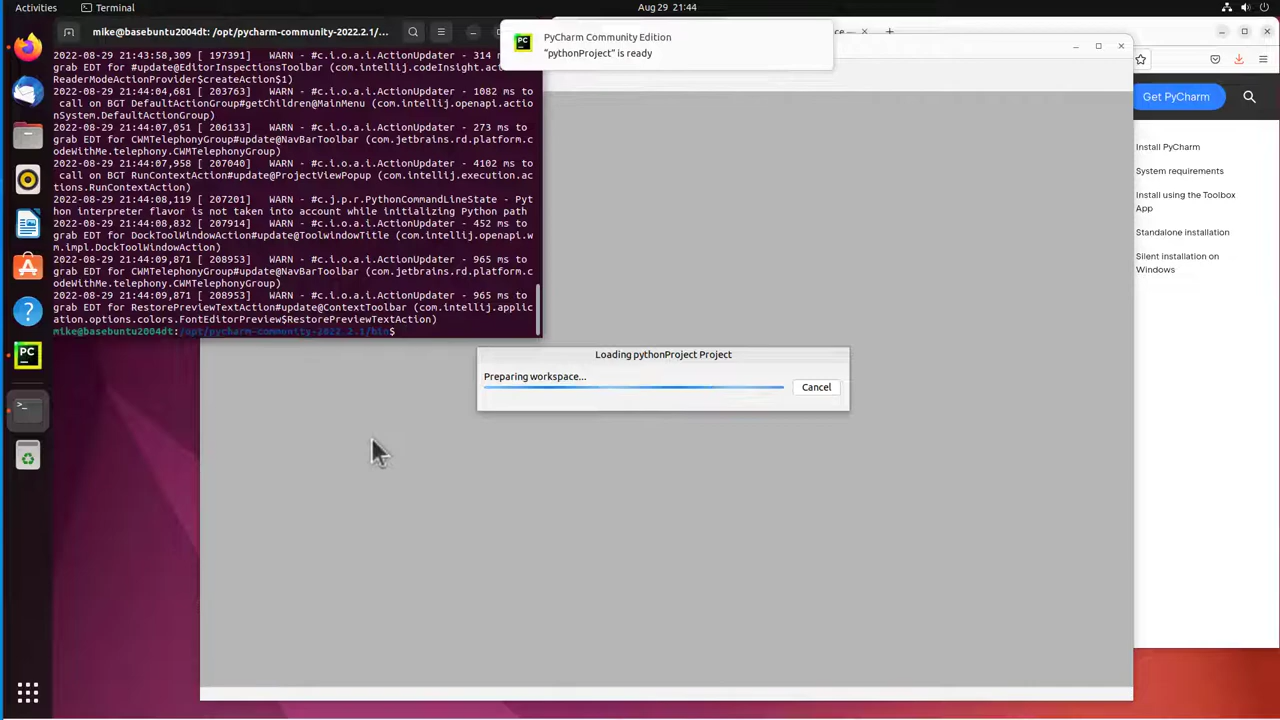 Activities
Terminal
Aug 29 21:44
mike@basebuntu2004dt: /opt/pycharm-community-2022.2.1/...
PyCharm Community Edition
"pythonProject" is ready
2022-08-29 21:43:58,309 [ 197391]   WARN - #c.i.o.a.i.ActionUpdater - 314 m
grab EDT for #update@EditorInspectionsToolbar (com.intellij.codeInsight.act
ReaderModeActionProvider$createAction$1)
2022-08-29 21:44:04,681 [ 203763]   WARN - #c.i.o.a.i.ActionUpdater - 1082 ms to
 call on BGT DefaultActionGroup#getChildren@MainMenu (com.intellij.openapi.actio
nSystem.DefaultActionGroup)
2022-08-29 21:44:07,051 [ 206133]   WARN - #c.i.o.a.i.ActionUpdater - 273 ms to
grab EDT for CWMTelephonyGroup#update@NavBarToolbar (com.jetbrains.rd.platform.c
odeWithMe.telephony.CWMTelephonyGroup)
2022-08-29 21:44:07,958 [ 207040]   WARN - #c.i.o.a.i.ActionUpdater - 4102 ms to
 call on BGT RunContextAction#update@ProjectViewPopup (com.intellij.execution.ac
tions.RunContextAction)
2022-08-29 21:44:08,119 [ 207201]   WARN - #c.j.p.r.PythonCommandLineState - Pyt
hon interpreter flavor is not taken into account while initializing Python path
2022-08-29 21:44:08,832 [ 207914]   WARN - #c.i.o.a.i.ActionUpdater - 452 ms to
grab EDT for DockToolWindowAction#update@ToolwindowTitle (com.intellij.openapi.w
m.impl.DockToolWindowAction)
2022-08-29 21:44:09,871 [ 208953]   WARN - #c.i.o.a.i.ActionUpdater - 965 ms to
grab EDT for CWMTelephonyGroup#update@NavBarToolbar (com.jetbrains.rd.platform.c
odeWithMe.telephony.CWMTelephonyGroup)
2022-08-29 21:44:09,871 [ 208953]   WARN - #c.i.o.a.i.ActionUpdater - 965 ms to
grab EDT for RestorePreviewTextAction#update@ContextToolbar (com.intellij.applic
ation.options.colors.FontEditorPreview$RestorePreviewTextAction)
mike@basebuntu2004dt:/opt/pycharm-community-2022.2.1/bin$
Loading pythonProject Project
Preparing workspace...
Cancel
Get PyCharm
Install PyCharm
System requirements
Install using the Toolbox
App
Standalone installation
Silent installation on
Windows
PC